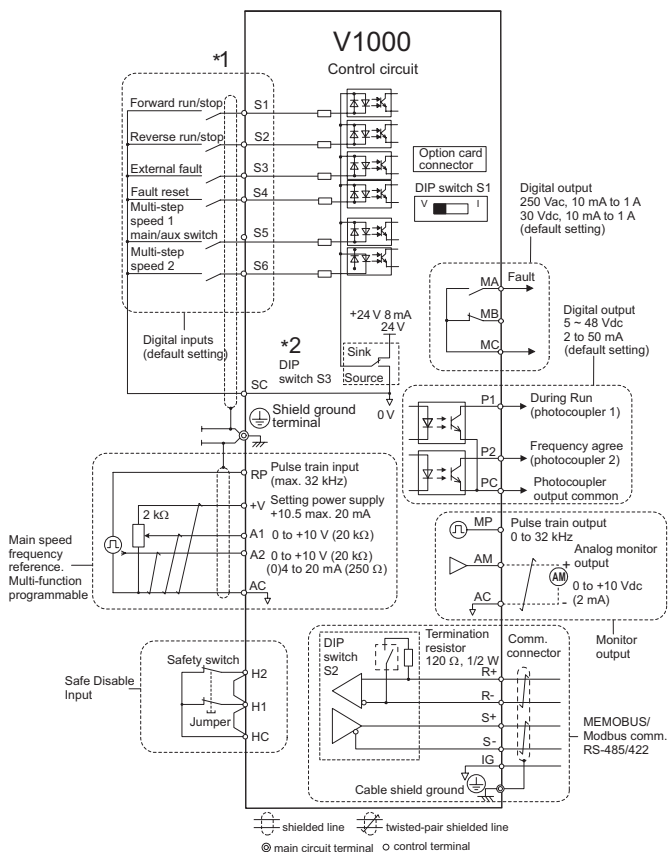 V1000
Control circuit
*1
Forward run/stop
S1
Reverse run/stop
S2
External fault
S3
Fault reset
S4
Multi-step
speed 1
main/aux switch
S5
Multi-step
speed 2
S6
Digital inputs
(default setting)
Option card
connector
DIP switch S1
V I
Digital output
250 Vac, 10 mA to 1 A
30 Vdc, 10 mA to 1 A
(default setting)
MA
Fault
MB
MC
+24 V 8 mA
24 V
*2
DIP
switch S3
Sink
Source
SC
0 V
Digital output
5 ~ 48 Vdc
2 to 50 mA
(default setting)
P1
During Run
(photocoupler 1)
P2
Frequency agree
(photocoupler 2)
PC
Photocoupler
output common
Shield ground
terminal
RP
Pulse train input
(max. 32 kHz)
+V
Setting power supply
+10.5 max. 20 mA
2 kΩ
A1
0 to +10 V (20 kΩ)
A2
0 to +10 V (20 kΩ)
(0)4 to 20 mA (250 Ω)
AC
Main speed
frequency
reference.
Multi-function
programmable
MP
Pulse train output
0 to 32 kHz
AM
Analog monitor
output
+
AM
0 to +10 Vdc
(2 mA)
AC
-
Monitor
output
Safe Disable
Input
Safety switch
H2
H1
Jumper
HC
DIP
switch
S2
Termination
resistor
120 Ω, 1/2 W
Comm.
connector
R+
R-
S+
S-
IG
Cable shield ground
MEMOBUS/
Modbus comm.
RS-485/422
shielded line
twisted-pair shielded line
main circuit terminal
control terminal